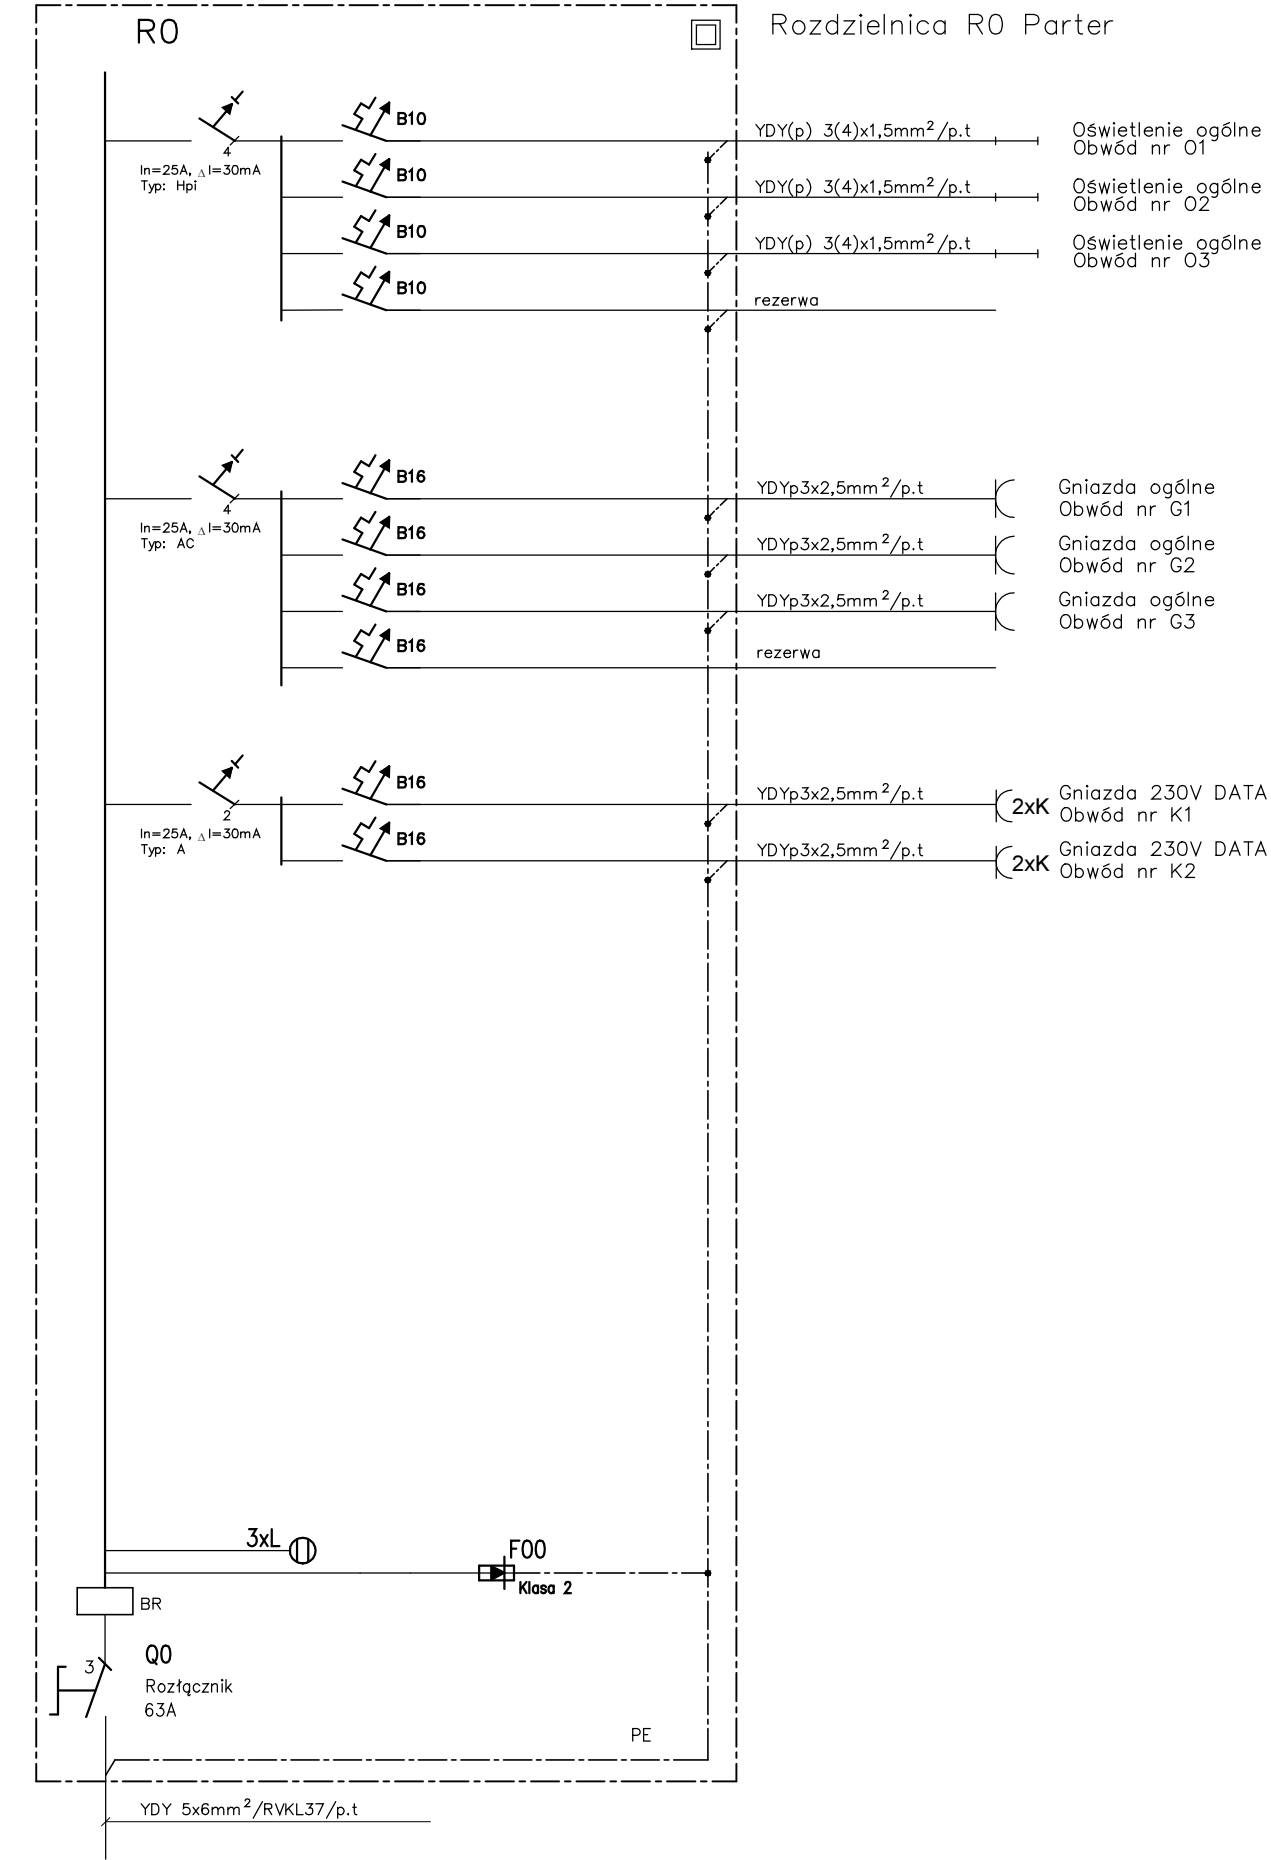 R0
Rozdzielnica R0 Parter
B10
YDY(p) 3(4)x1,5mm²/p.t
Oświetlenie ogólne
Obwód nr O1
4
In=25A, ΔI=30mA
Typ: Hpi
B10
YDY(p) 3(4)x1,5mm²/p.t
Oświetlenie ogólne
Obwód nr O2
B10
YDY(p) 3(4)x1,5mm²/p.t
Oświetlenie ogólne
Obwód nr O3
B10
rezerwa
B16
YDYp3x2,5mm²/p.t
Gniazda ogólne
Obwód nr G1
4
In=25A, ΔI=30mA
Typ: AC
B16
YDYp3x2,5mm²/p.t
Gniazda ogólne
Obwód nr G2
B16
YDYp3x2,5mm²/p.t
Gniazda ogólne
Obwód nr G3
B16
rezerwa
B16
YDYp3x2,5mm²/p.t
2xK
Gniazda 230V DATA
Obwód nr K1
2
In=25A, ΔI=30mA
Typ: A
B16
YDYp3x2,5mm²/p.t
2xK
Gniazda 230V DATA
Obwód nr K2
3xL
F00
Klasa 2
BR
Q0
3
Rozłącznik
63A
PE
YDY 5x6mm²/RVKL37/p.t